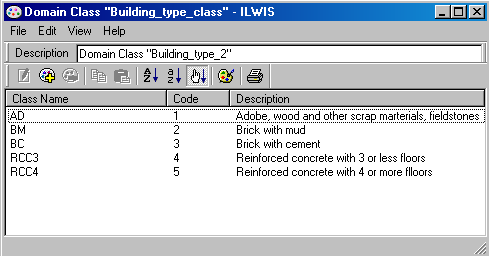 Domain Class "Building_type_class" - ILWIS
File Edit View Help
Description Domain Class "Building_type_2"
Class Name Code Description
AD 1 Adobe, wood and other scrap marterials, fieldstones
BM 2 Brick with mud
BC 3 Brick with cement
RCC3 4 Reinforced concrete with 3 or less floors
RCC4 5 Reinforced concrete with 4 or more flloors